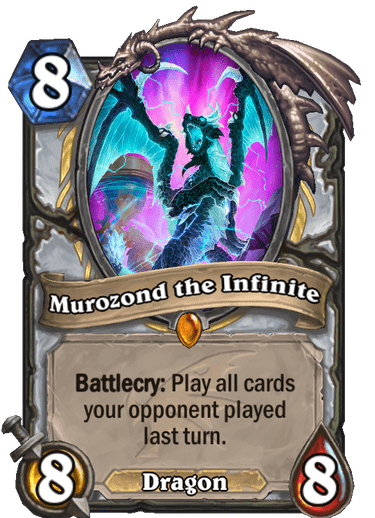 8
Murozond the Infinite
Battlecry: Play all cards
your opponent played
last turn.
8
Dragon
8